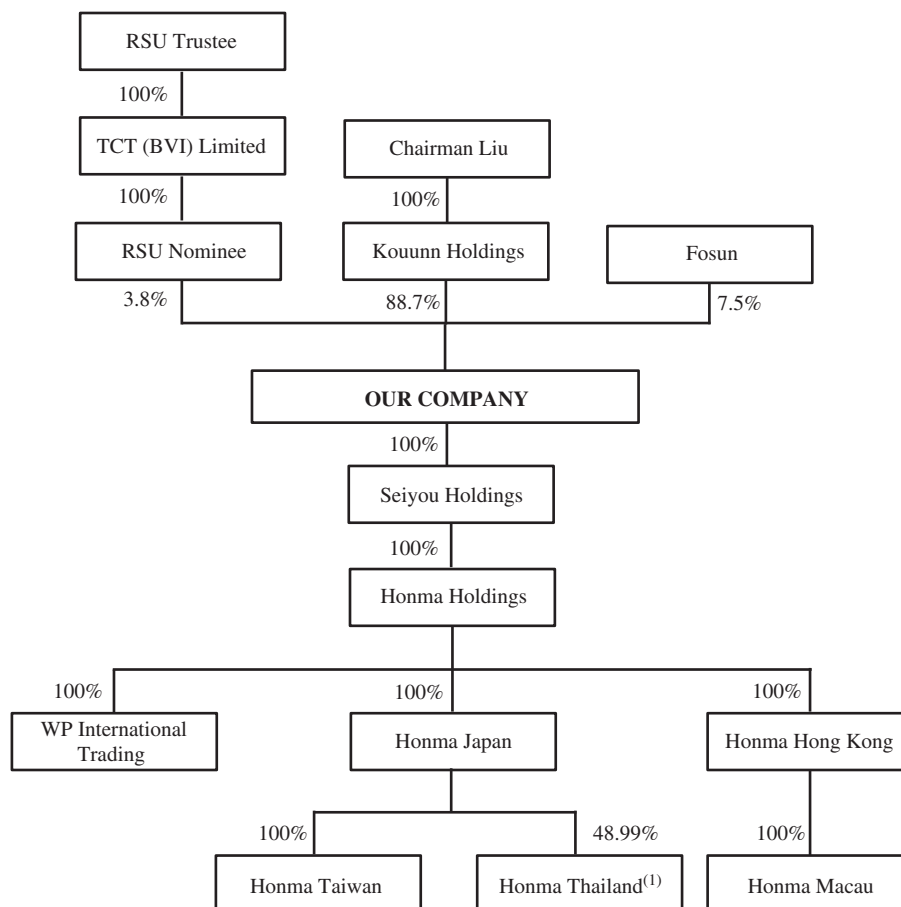 RSU Trustee
100%
TCT (BVI) Limited
Chairman Liu
100%
100%
RSU Nominee
Kouunn Holdings
Fosun
3.8%
88.7%
7.5%
OUR COMPANY
100%
Seiyou Holdings
100%
Honma Holdings
100%
100%
100%
WP International
Trading
Honma Japan
Honma Hong Kong
100%
48.99%
100%
Honma Taiwan
Honma Thailand(1)
Honma Macau